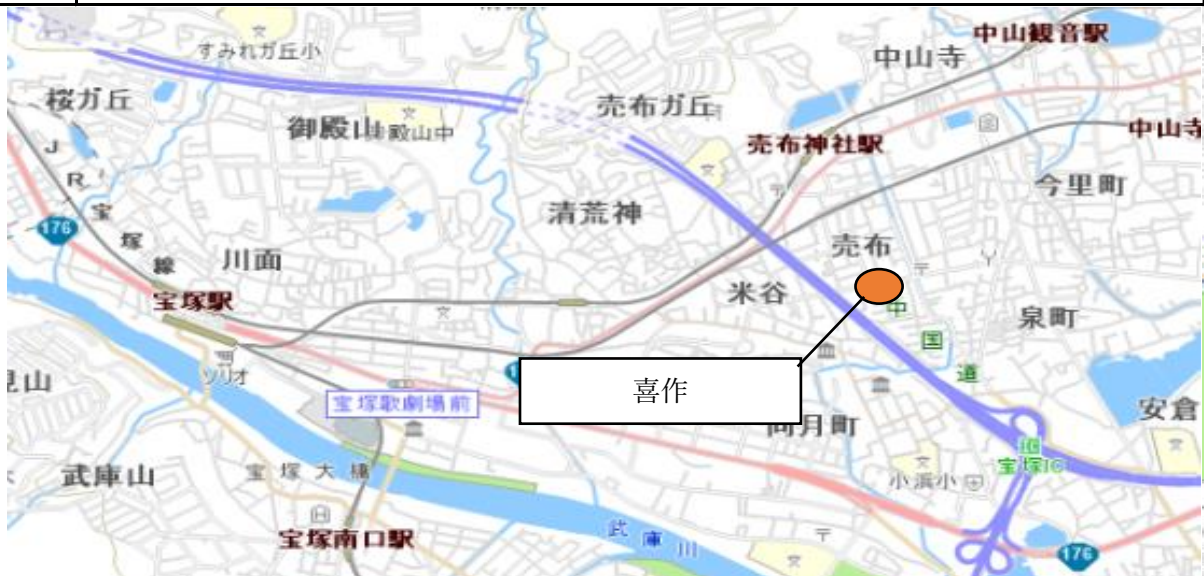 中山観音駅
すみれガ丘小
中山寺
桜ガ丘
売布ガ丘
御殿山
殿山中
売布神社駅
中山寺
JR宝塚線
今里町
176
清荒神
川面
売布
宝塚駅
米谷
泉町
中国道
ソリオ
喜作
宝塚歌劇場前
安倉
月町
武庫山
宝塚大橋
小浜小
宝塚IC
宝塚南口駅
武庫川
176